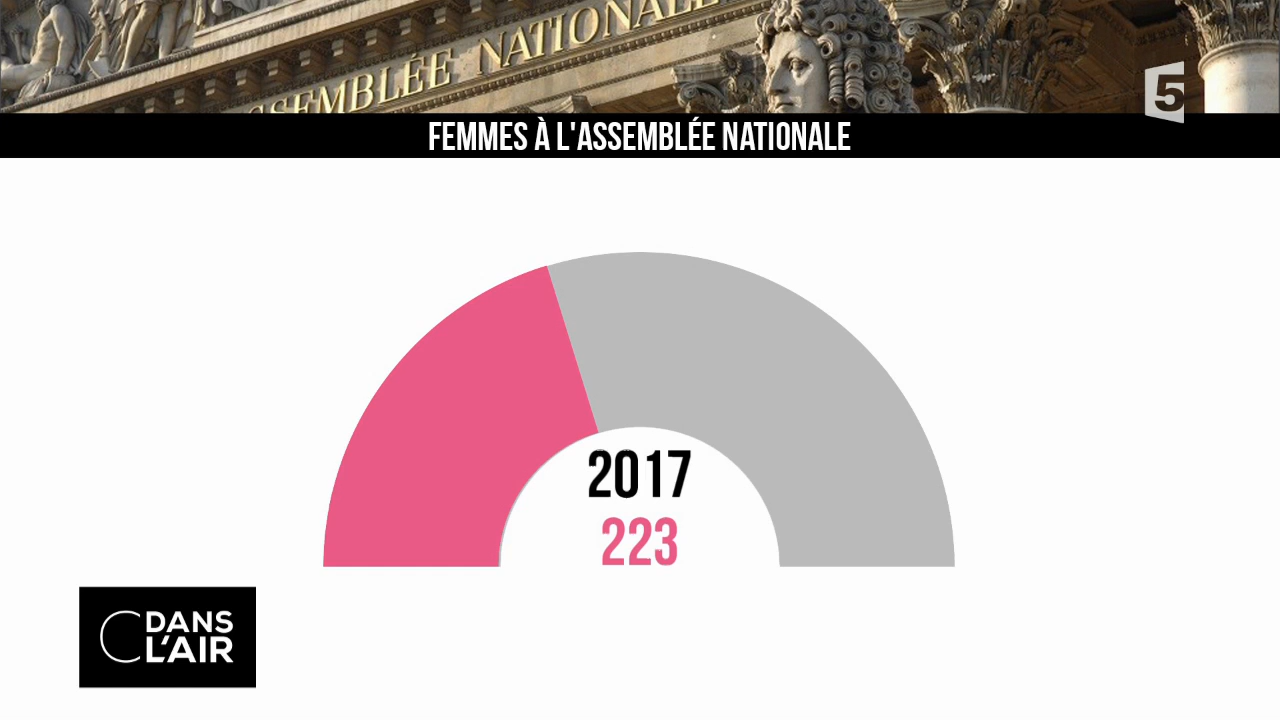 ASSEMBLÉE NATIONALE
5
FEMMES À L'ASSEMBLÉE NATIONALE
2017
223
C DANS
L'AIR